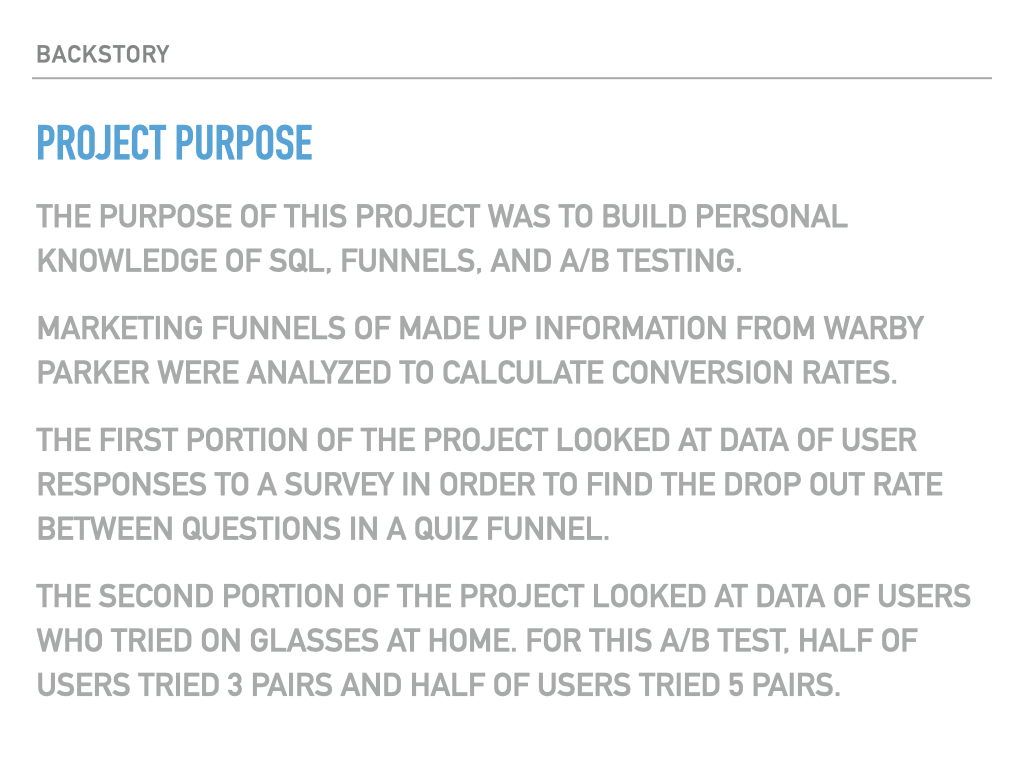 BACKSTORY
PROJECT PURPOSE
THE PURPOSE OF THIS PROJECT WAS TO BUILD PERSONAL
KNOWLEDGE OF SQL, FUNNELS, AND A/B TESTING.
MARKETING FUNNELS OF MADE UP INFORMATION FROM WARBY
PARKER WERE ANALYZED TO CALCULATE CONVERSION RATES.
THE FIRST PORTION OF THE PROJECT LOOKED AT DATA OF USER
RESPONSES TO A SURVEY IN ORDER TO FIND THE DROP OUT RATE
BETWEEN QUESTIONS IN A QUIZ FUNNEL.
THE SECOND PORTION OF THE PROJECT LOOKED AT DATA OF USERS
WHO TRIED ON GLASSES AT HOME. FOR THIS A/B TEST, HALF OF
USERS TRIED 3 PAIRS AND HALF OF USERS TRIED 5 PAIRS.